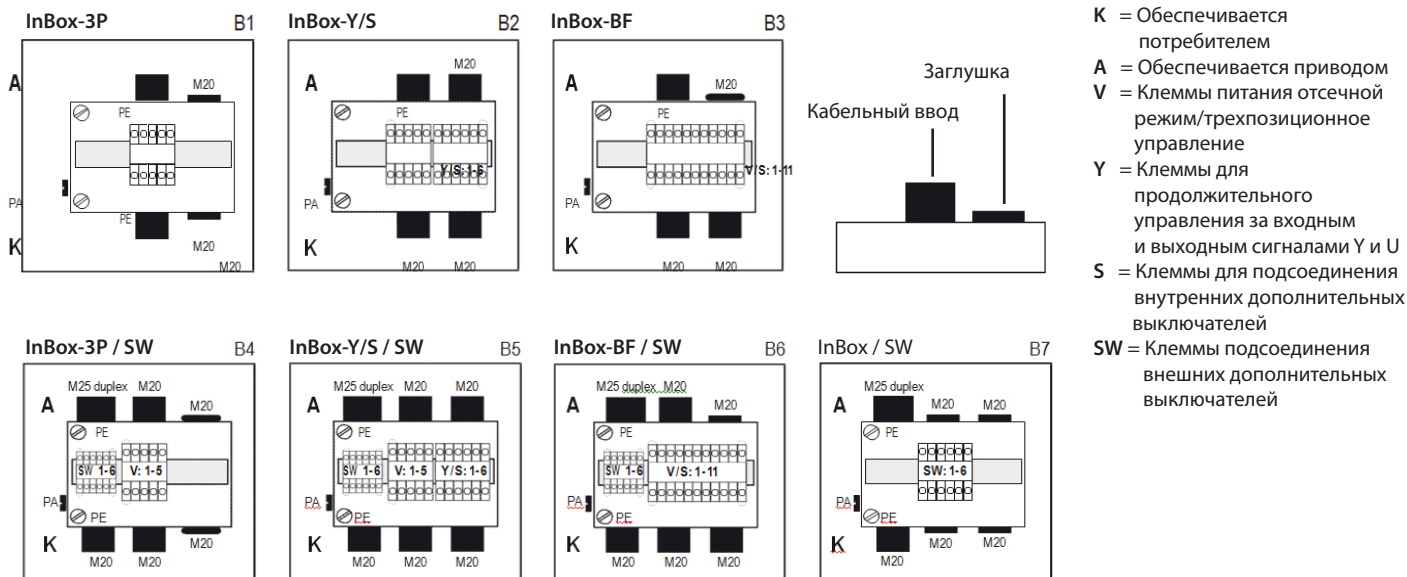 InBox-3P B1
A
M20
PE
PA
PE
K
M20
M20
InBox-Y/S B2
M20
A
PE
Y/S: 1-6
PA
K
M20 M20
InBox-BF B3
A
M20
PE
V/S: 1-11
PA
K
M20 M20
Заглушка
Кабельный ввод
K = Обеспечивается
потребителем
A = Обеспечивается приводом
V = Клеммы питания отсечной
режим/трехпозиционное
управление
Y = Клеммы для
продолжительного
управления за входным
и выходным сигналами Y и U
S = Клеммы для подсоединения
внутренних дополнительных
выключателей
SW = Клеммы подсоединения
внешних дополнительных
выключателей
InBox-3P / SW B4
M25 duplex M20
A
M20
PE
SW 1-6 V: 1-5
PA
PE
K
M20
M20 M20
InBox-Y/S / SW B5
M25 duplex M20 M20
A
PE
SW 1-6 V: 1-5 Y/S: 1-6
PA
PE
K
M20 M20 M20
InBox-BF / SW B6
M25 duplex M20
A
M20
PE
SW 1-6 V/S: 1-11
PA
PE
K
M20 M20 M20
InBox / SW B7
M25 duplex
A
M20 M20
PE
SW: 1-6
PA
PE
K
M20 M20
M20